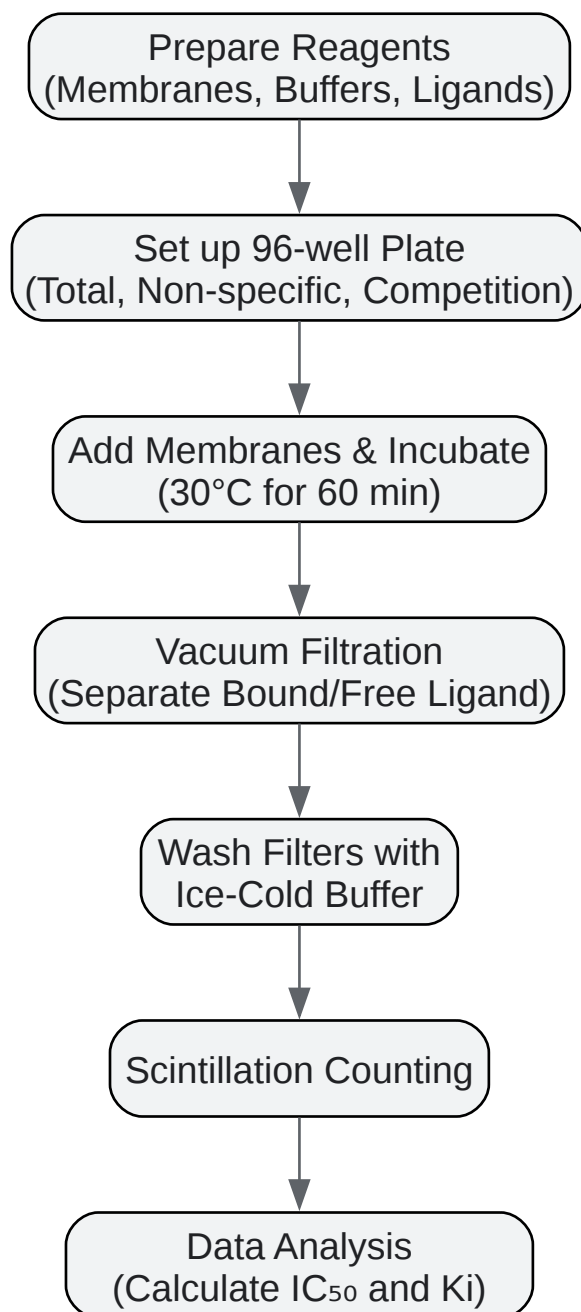 Prepare Reagents
(Membranes, Buffers, Ligands)
Set up 96-well Plate
(Total, Non-specific, Competition)
Add Membranes & Incubate
(30°C for 60 min)
Vacuum Filtration
(Separate Bound/Free Ligand)
Wash Filters with
Ice-Cold Buffer
Scintillation Counting
Data Analysis
(Calculate IC₅₀ and Ki)